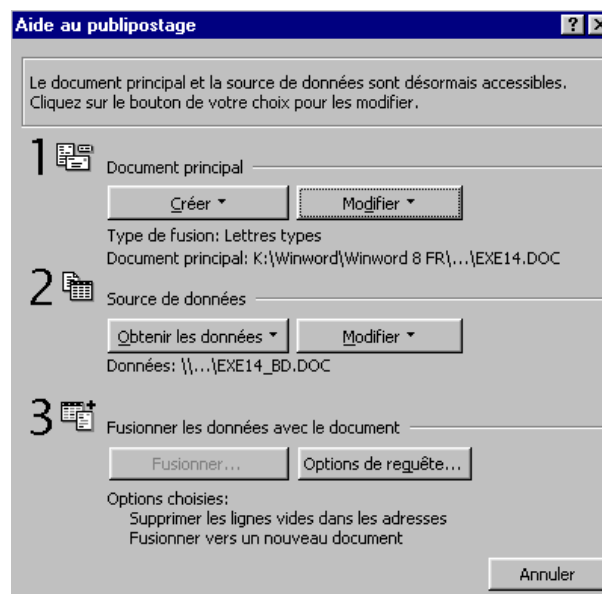 Aide au publipostage
Le document principal et la source de données sont désormais accessibles.
Cliquez sur le bouton de votre choix pour les modifier.
1
Document principal
Créer
Modifier
Type de fusion: Lettres types
Document principal: K:\Winword\Winword 8 FR\...\EXE14.DOC
2
Source de données
Obtenir les données
Modifier
Données: \\...\EXE14_BD.DOC
3
Fusionner les données avec le document
Fusionner...
Options de requête...
Options choisies:
Supprimer les lignes vides dans les adresses
Fusionner vers un nouveau document
Annuler